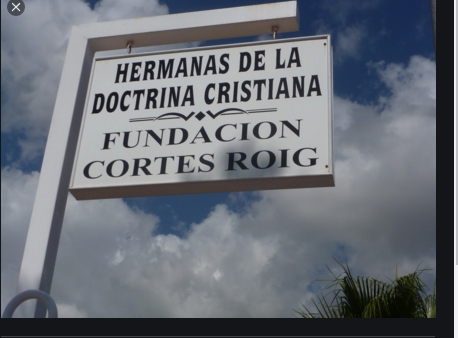 HERMANAS DE LA
DOCTRINA CRISTIANA
FUNDACION
CORTES ROIG